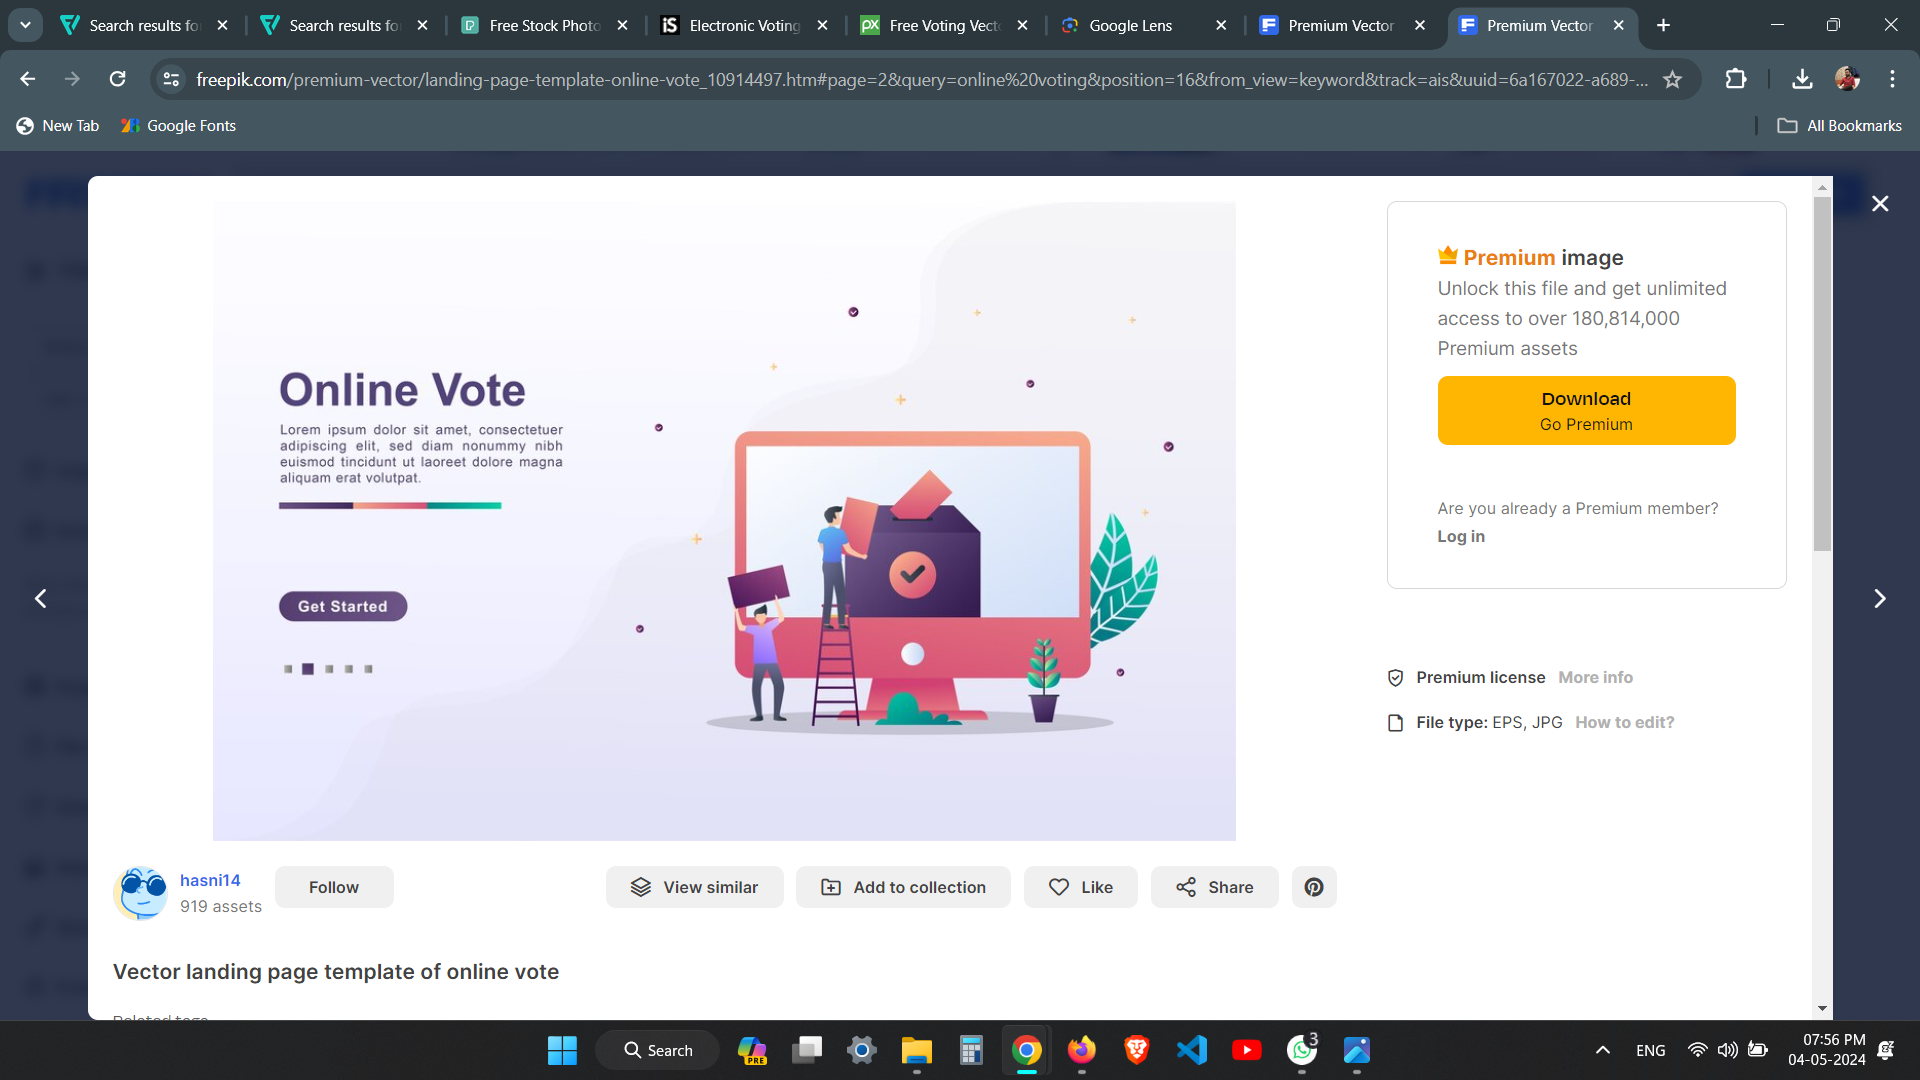 Search results for
Search results for
Free Stock Photo
Electronic Voting
Free Voting Vecto
Google Lens
Premium Vector
Premium Vector
freepik.com/premium-vector/landing-page-template-online-vote_10914497.htm#page=2&query=online%20voting&position=16&from_view=keyword&track=ais&uuid=6a167022-a689-...
New Tab
Google Fonts
All Bookmarks
Premium image
Unlock this file and get unlimited
access to over 180,814,000
Premium assets
Download
Go Premium
Are you already a Premium member?
Log in
Online Vote
Lorem ipsum dolor sit amet, consectetuer
adipiscing elit, sed diam nonummy nibh
euismod tincidunt ut laoreet dolore magna
aliquam erat volutpat.
Get Started
Premium license More info
File type: EPS, JPG How to edit?
hasni14
919 assets
Follow
View similar
Add to collection
Like
Share
Vector landing page template of online vote
Related tags
Search
PRE
3
ENG
07:56 PM
04-05-2024